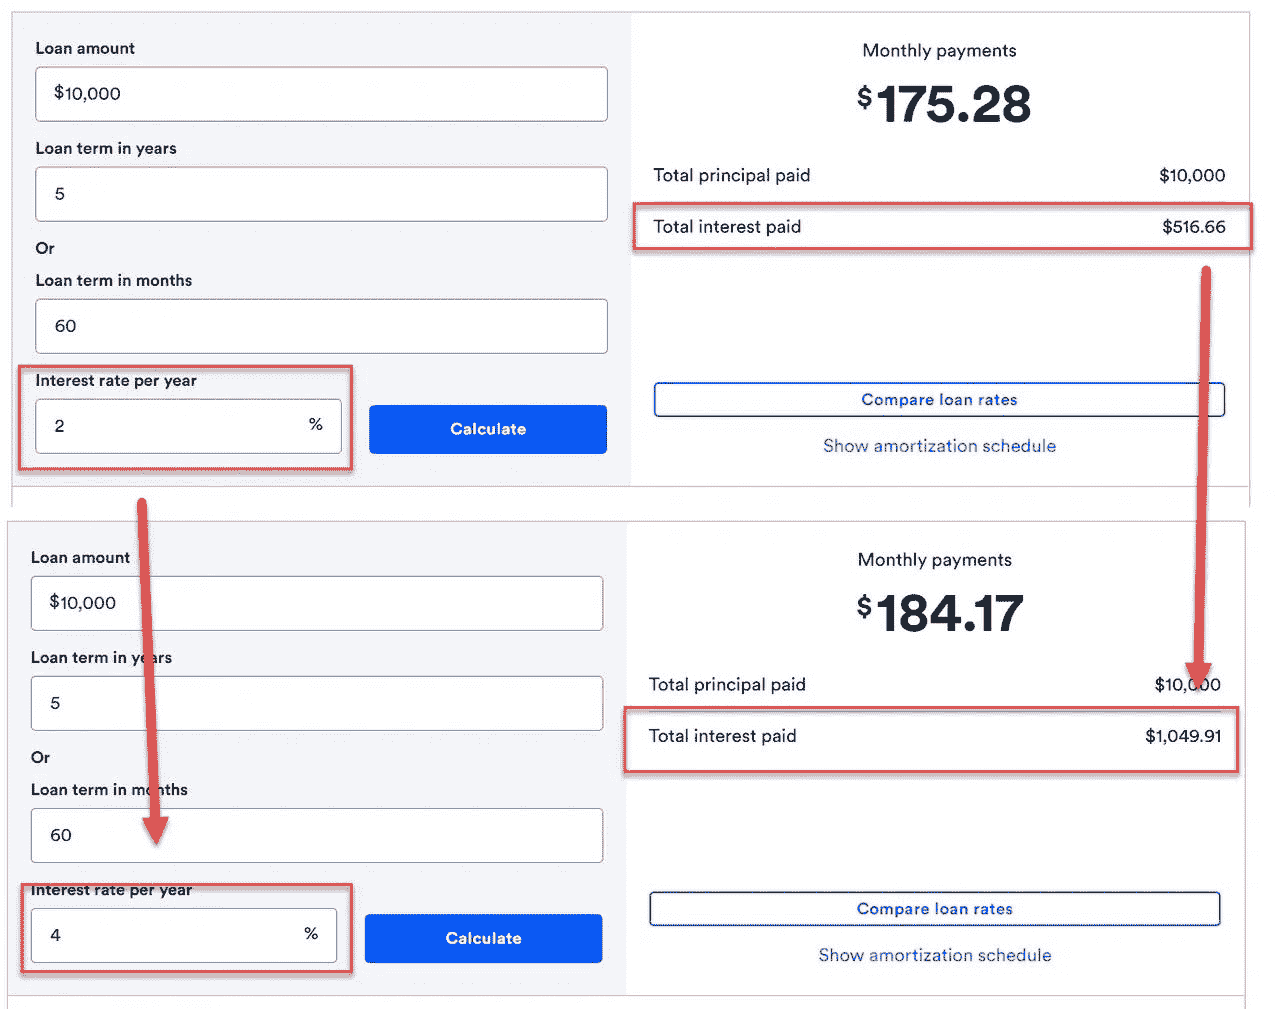 Loan amount
$10,000
Loan term in years
5
Or
Loan term in months
60
Interest rate per year
2 %
Calculate
Monthly payments
$175.28
Total principal paid $10,000
Total interest paid $516.66
Compare loan rates
Show amortization schedule
Loan amount
$10,000
Loan term in years
5
Or
Loan term in months
60
Interest rate per year
4 %
Calculate
Monthly payments
$184.17
Total principal paid $10,000
Total interest paid $1,049.91
Compare loan rates
Show amortization schedule